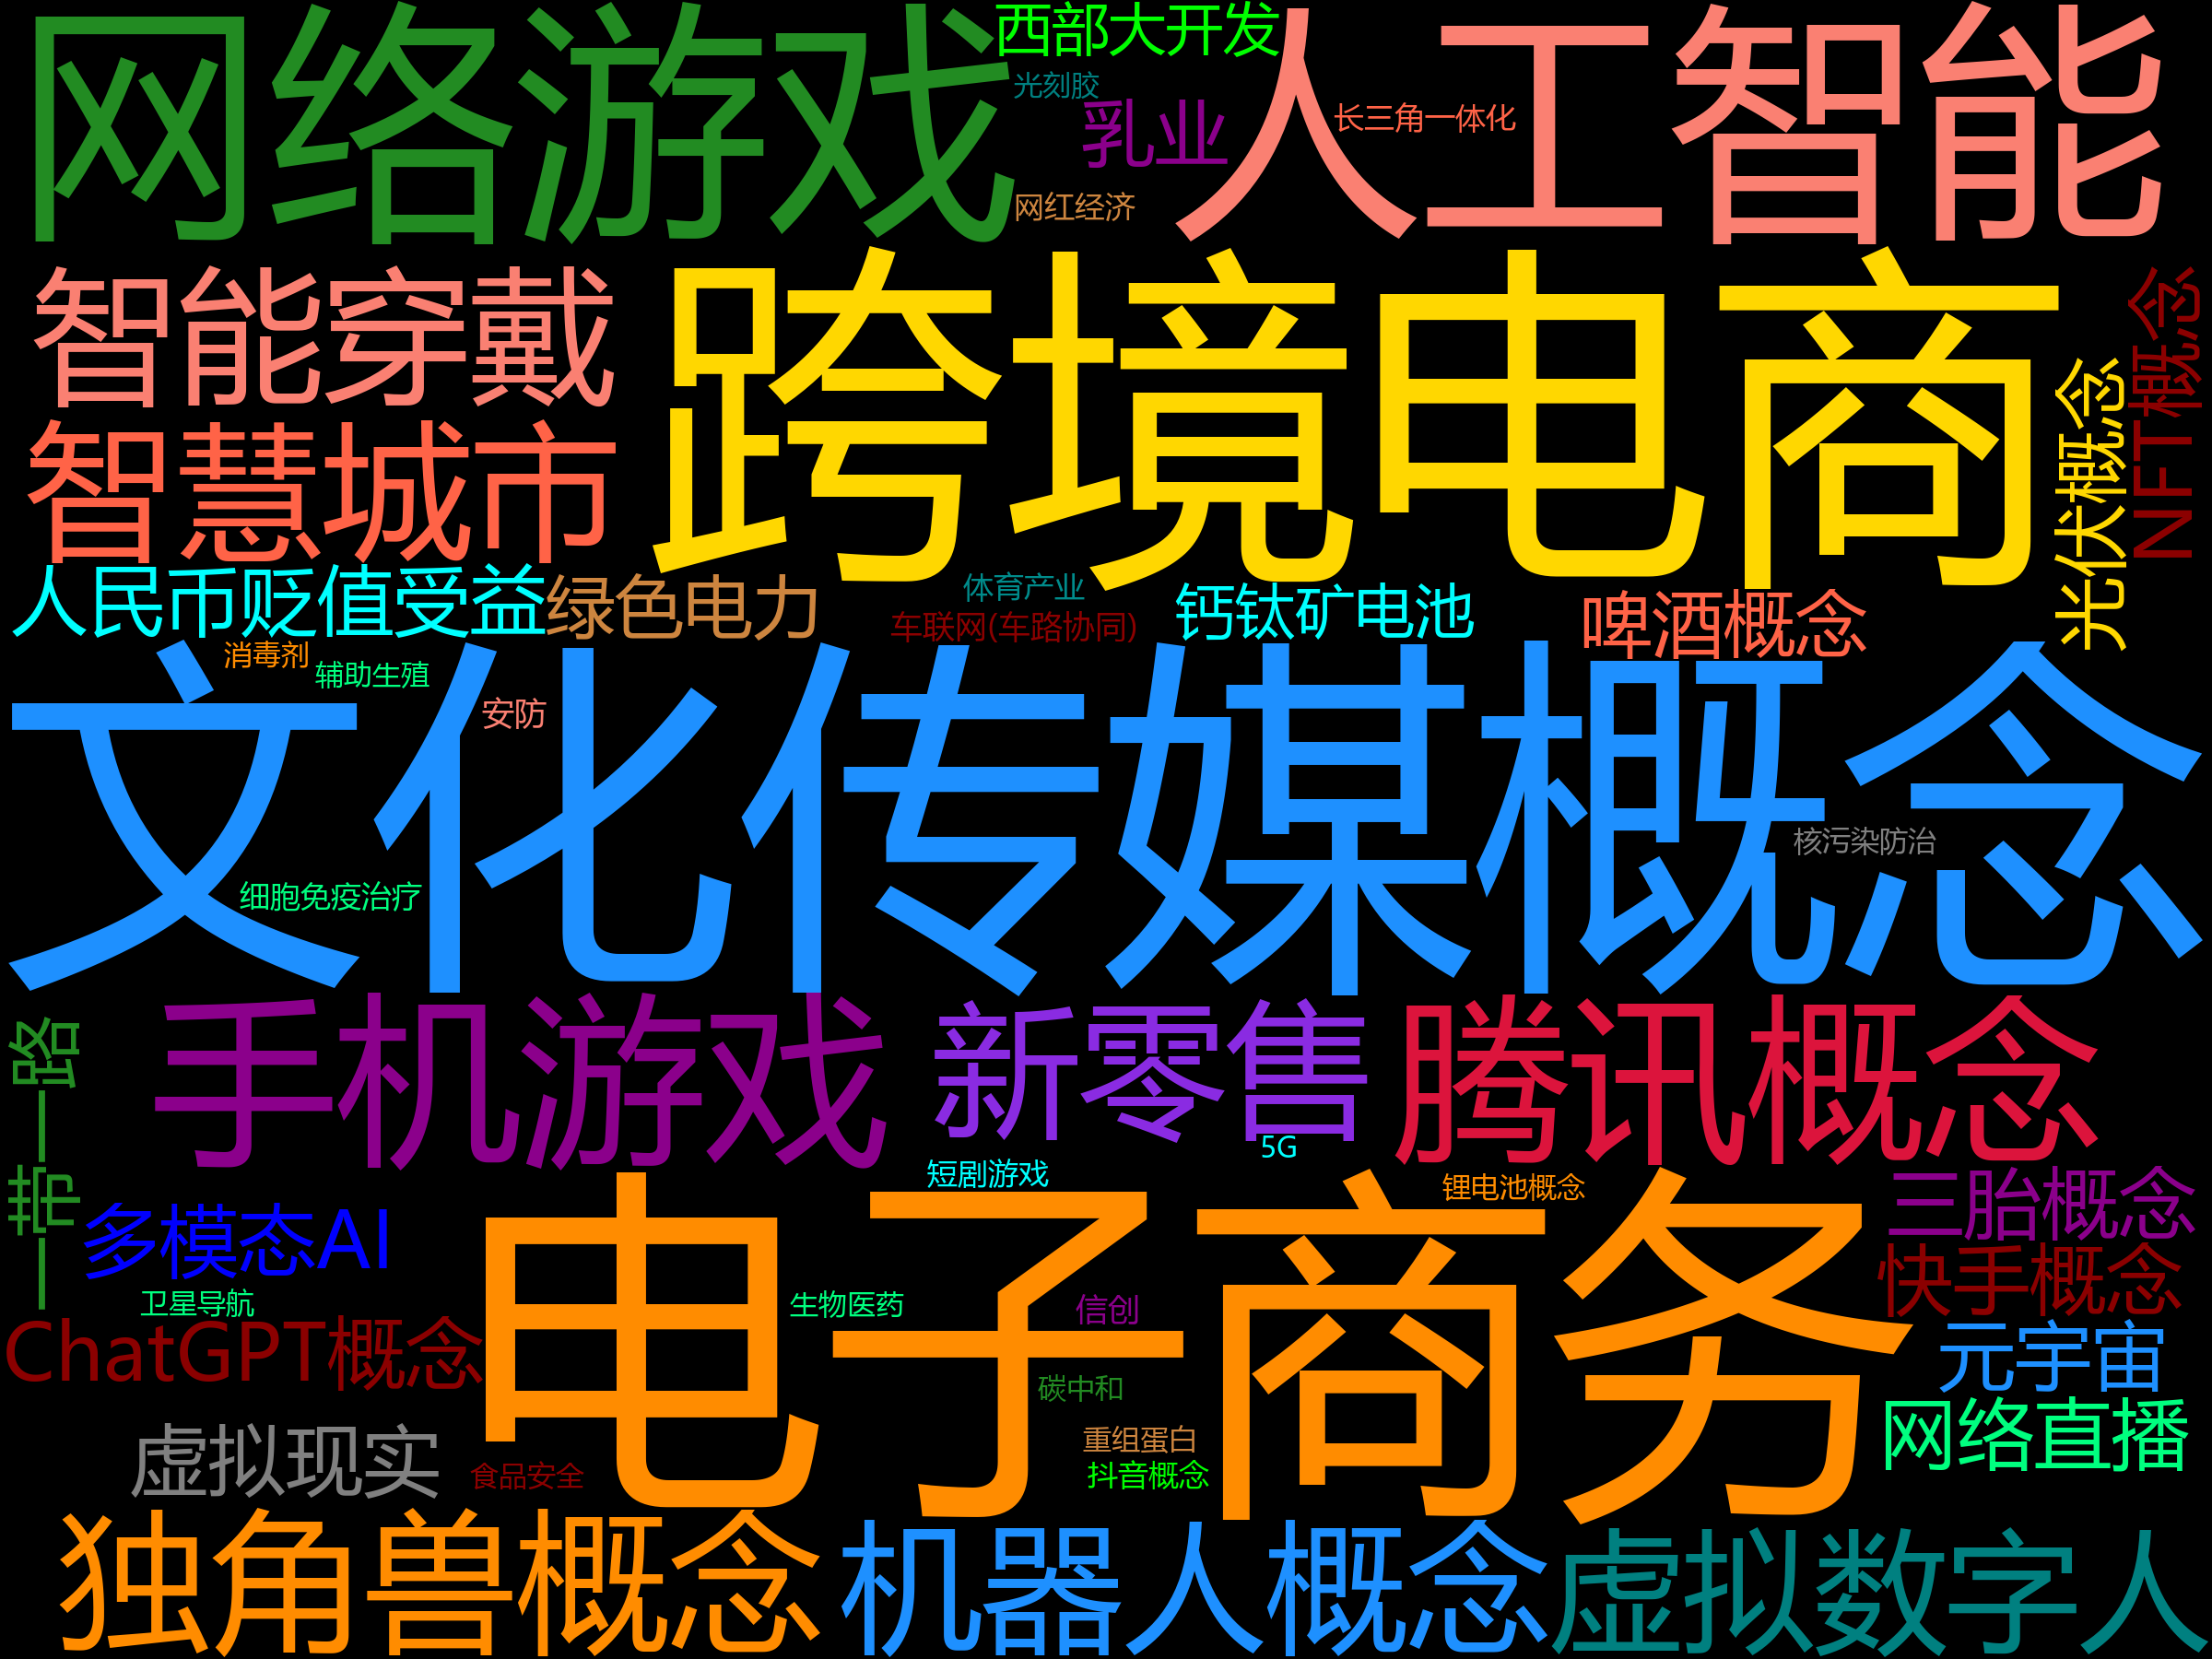 西部大开发
网络游戏
人工智能
光刻胶
乳业
长三角一体化
网红经济
智能穿戴
跨境电商
NFT概念
光伏概念
智慧城市
人民币贬值受益
绿色电力
体育产业
车联网(车路协同)
钙钛矿电池
啤酒概念
消毒剂
辅助生殖
安防
文化传媒概念
核污染防治
细胞免疫治疗
手机游戏
新零售
腾讯概念
一带一路
5G
短剧游戏
锂电池概念
三胎概念
多模态AI
电子商务
快手概念
卫星导航
生物医药
信创
ChatGPT概念
元宇宙
碳中和
网络直播
虚拟现实
重组蛋白
食品安全
抖音概念
独角兽概念
机器人概念
虚拟数字人